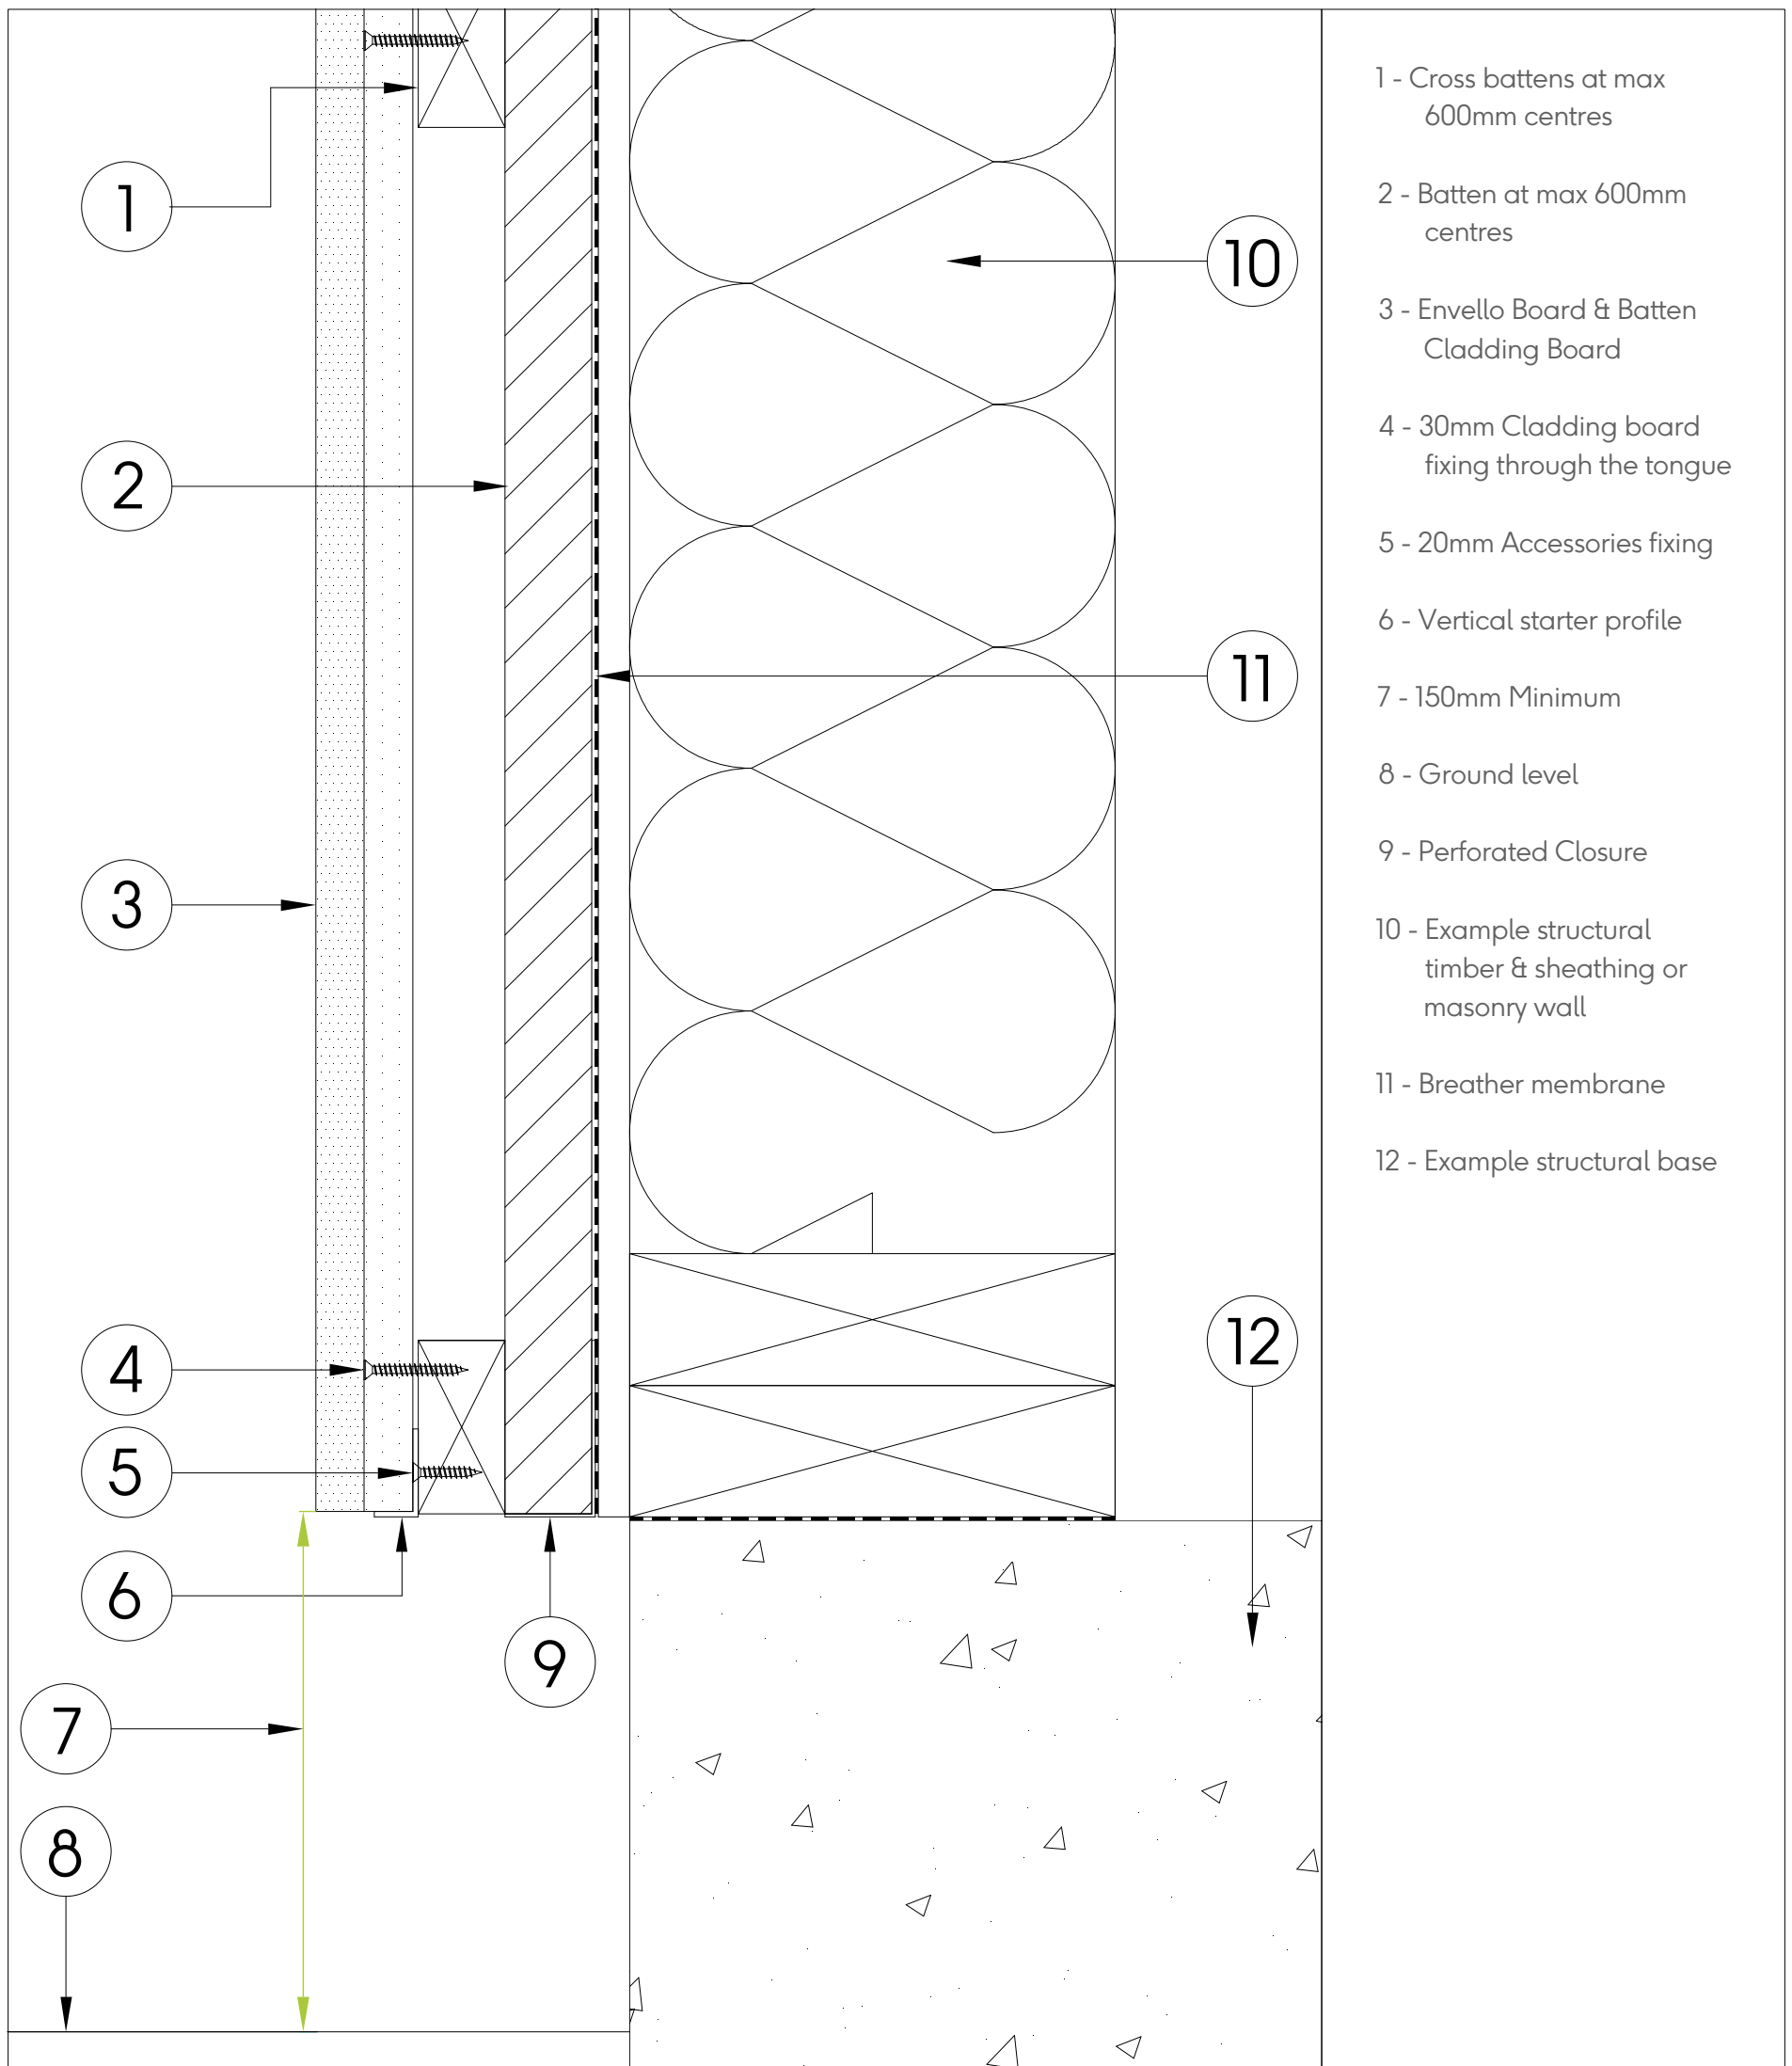 1 - Cross battens at max
600mm centres
2 - Batten at max 600mm
centres
3 - Envello Board & Batten
Cladding Board
4 - 30mm Cladding board
fixing through the tongue
5 - 20mm Accessories fixing
6 - Vertical starter profile
7 - 150mm Minimum
8 - Ground level
9 - Perforated Closure
10 - Example structural
timber & sheathing or
masonry wall
11 - Breather membrane
12 - Example structural base
1
2
3
4
5
6
7
8
9
10
11
12